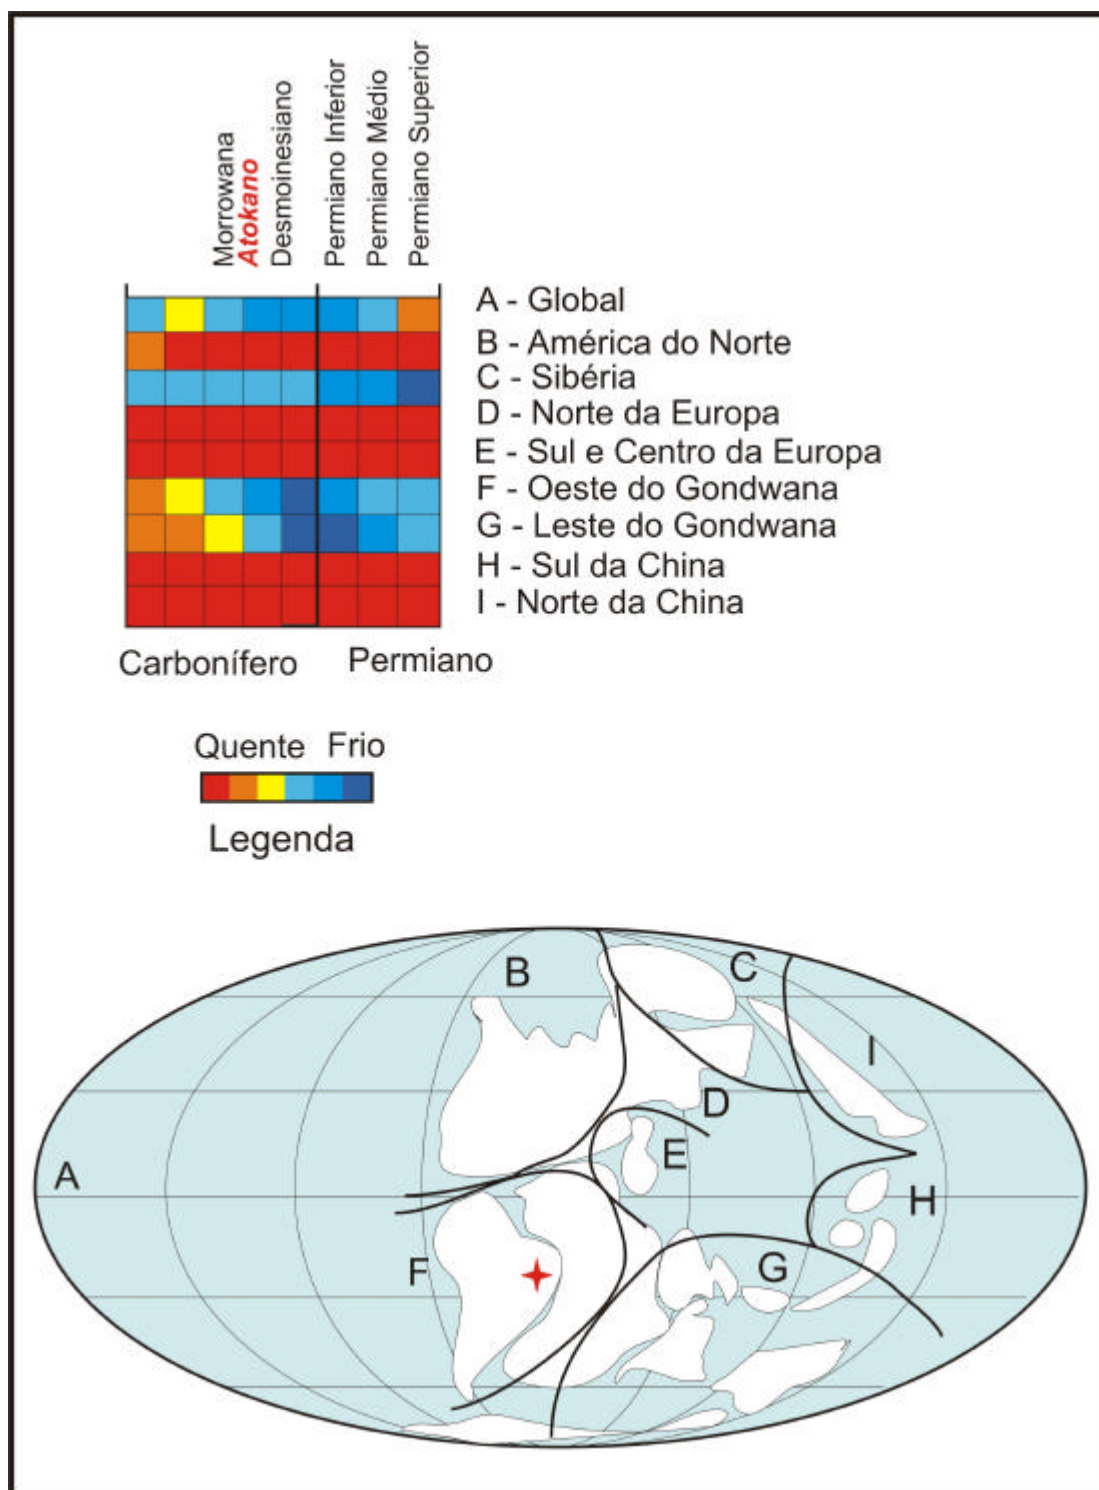 Morrowana
Atokano
Desmoinesiano
Permiano Inferior
Permiano Médio
Permiano Superior
A - Global
B - América do Norte
C - Sibéria
D - Norte da Europa
E - Sul e Centro da Europa
F - Oeste do Gondwana
G - Leste do Gondwana
H - Sul da China
I - Norte da China
Carbonífero Permiano
Quente Frio
Legenda
B
C
I
D
E
A
H
F
G